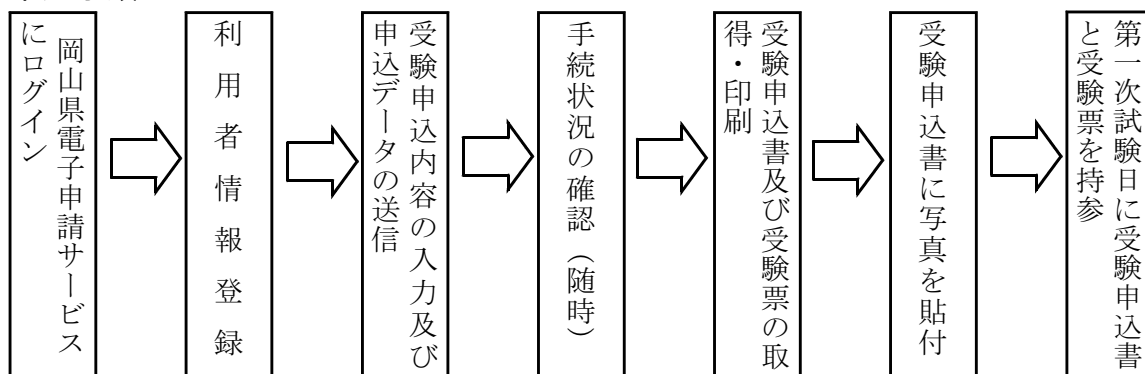 岡山県電子申請サービス
にログイン
利用者情報登録
受験申込内容の入力及び
申込データの送信
手続状況の確認（随時）
受験申込書及び受験票の取
得・印刷
受験申込書に写真を貼付
第一次試験日に受験申込書
と受験票を持参